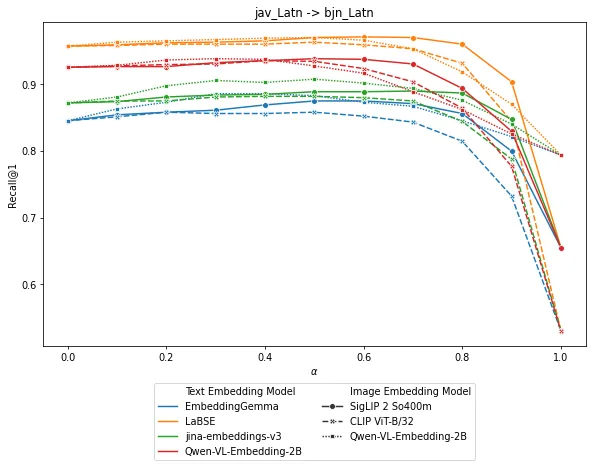 jav_Latn -> bjn_Latn
Recall@1
0.9
0.8
0.7
0.6
0.0 0.2 0.4 0.6 0.8 1.0
α
Text Embedding Model
EmbeddingGemma
LaBSE
jina-embeddings-v3
Qwen-VL-Embedding-2B
Image Embedding Model
SigLIP 2 So400m
CLIP ViT-B/32
Qwen-VL-Embedding-2B